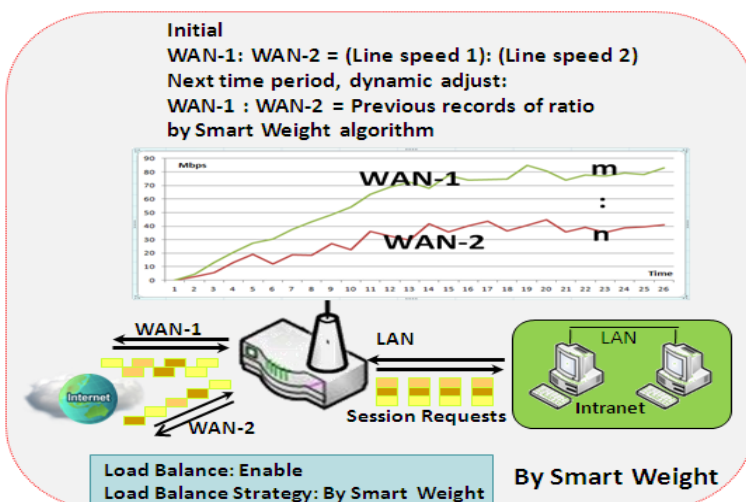 Initial
WAN-1: WAN-2 = (Line speed 1): (Line speed 2)
Next time period, dynamic adjust:
WAN-1 : WAN-2 = Previous records of ratio
by Smart Weight algorithm
90
Mbps
80
70
60
50
40
30
20
10
0
WAN-1
m
:
WAN-2
n
Time
1 2 3 4 5 6 7 8 9 10 11 12 13 14 15 16 17 18 19 20 21 22 23 24 25 26
WAN-1
LAN
LAN
Internet
Session Requests
Intranet
WAN-2
Load Balance: Enable
Load Balance Strategy: By Smart Weight
By Smart Weight